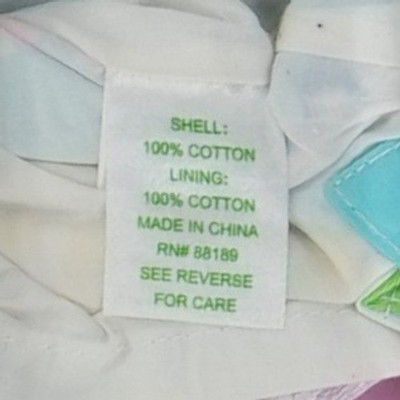 SHELL:
100% COTTON
LINING:
100% COTTON
MADE IN CHINA
RN# 88189
SEE REVERSE
FOR CARE